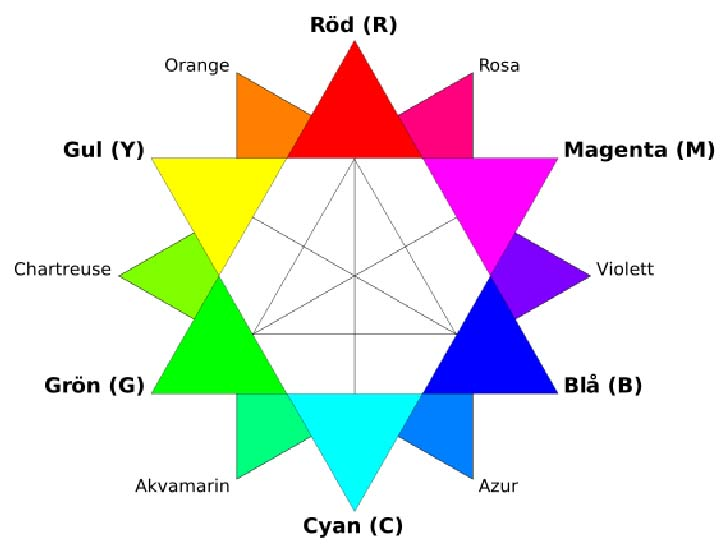 Röd (R)
Orange
Rosa
Gul (Y)
Magenta (M)
Chartreuse
Violett
Grön (G)
Blå (B)
Akvamarin
Azur
Cyan (C)